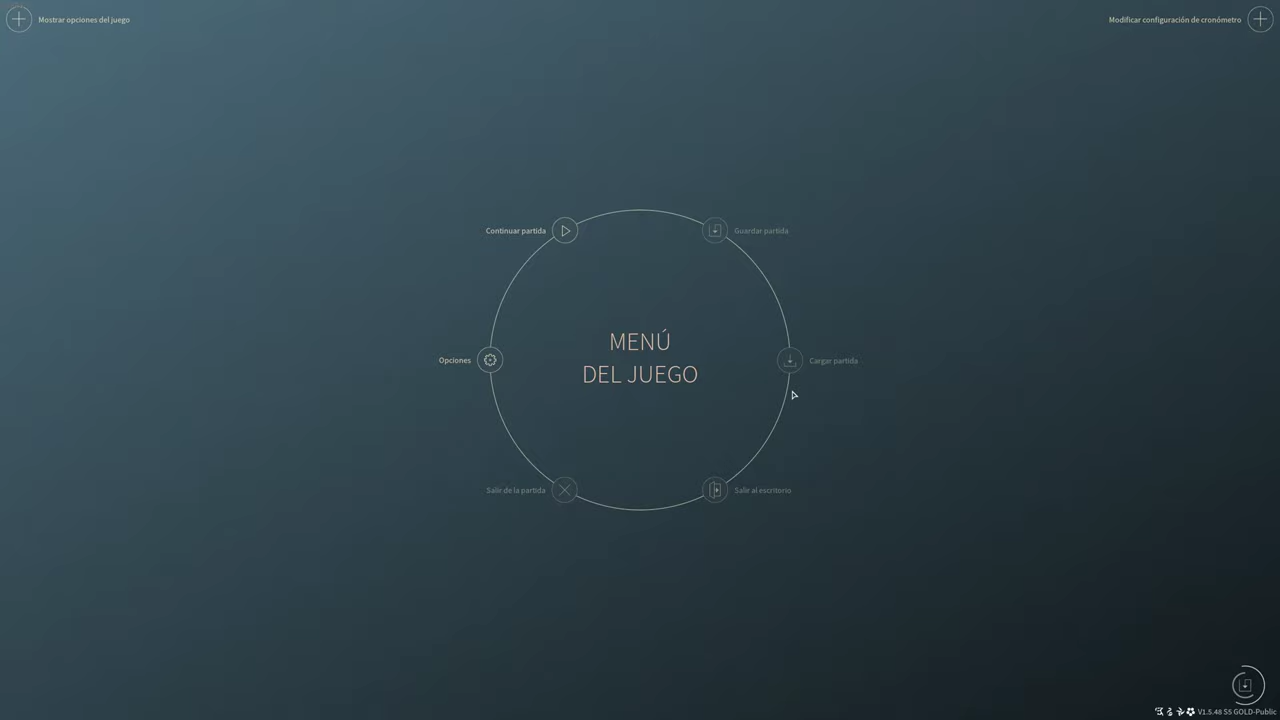 Mostrar opciones del juego
Modificar configuración de cronómetro
Continuar partida
Guardar partida
MENÚ
DEL JUEGO
Opciones
Cargar partida
Salir de la partida
Salir al escritorio
V1.5.48 S5 GOLD-Public